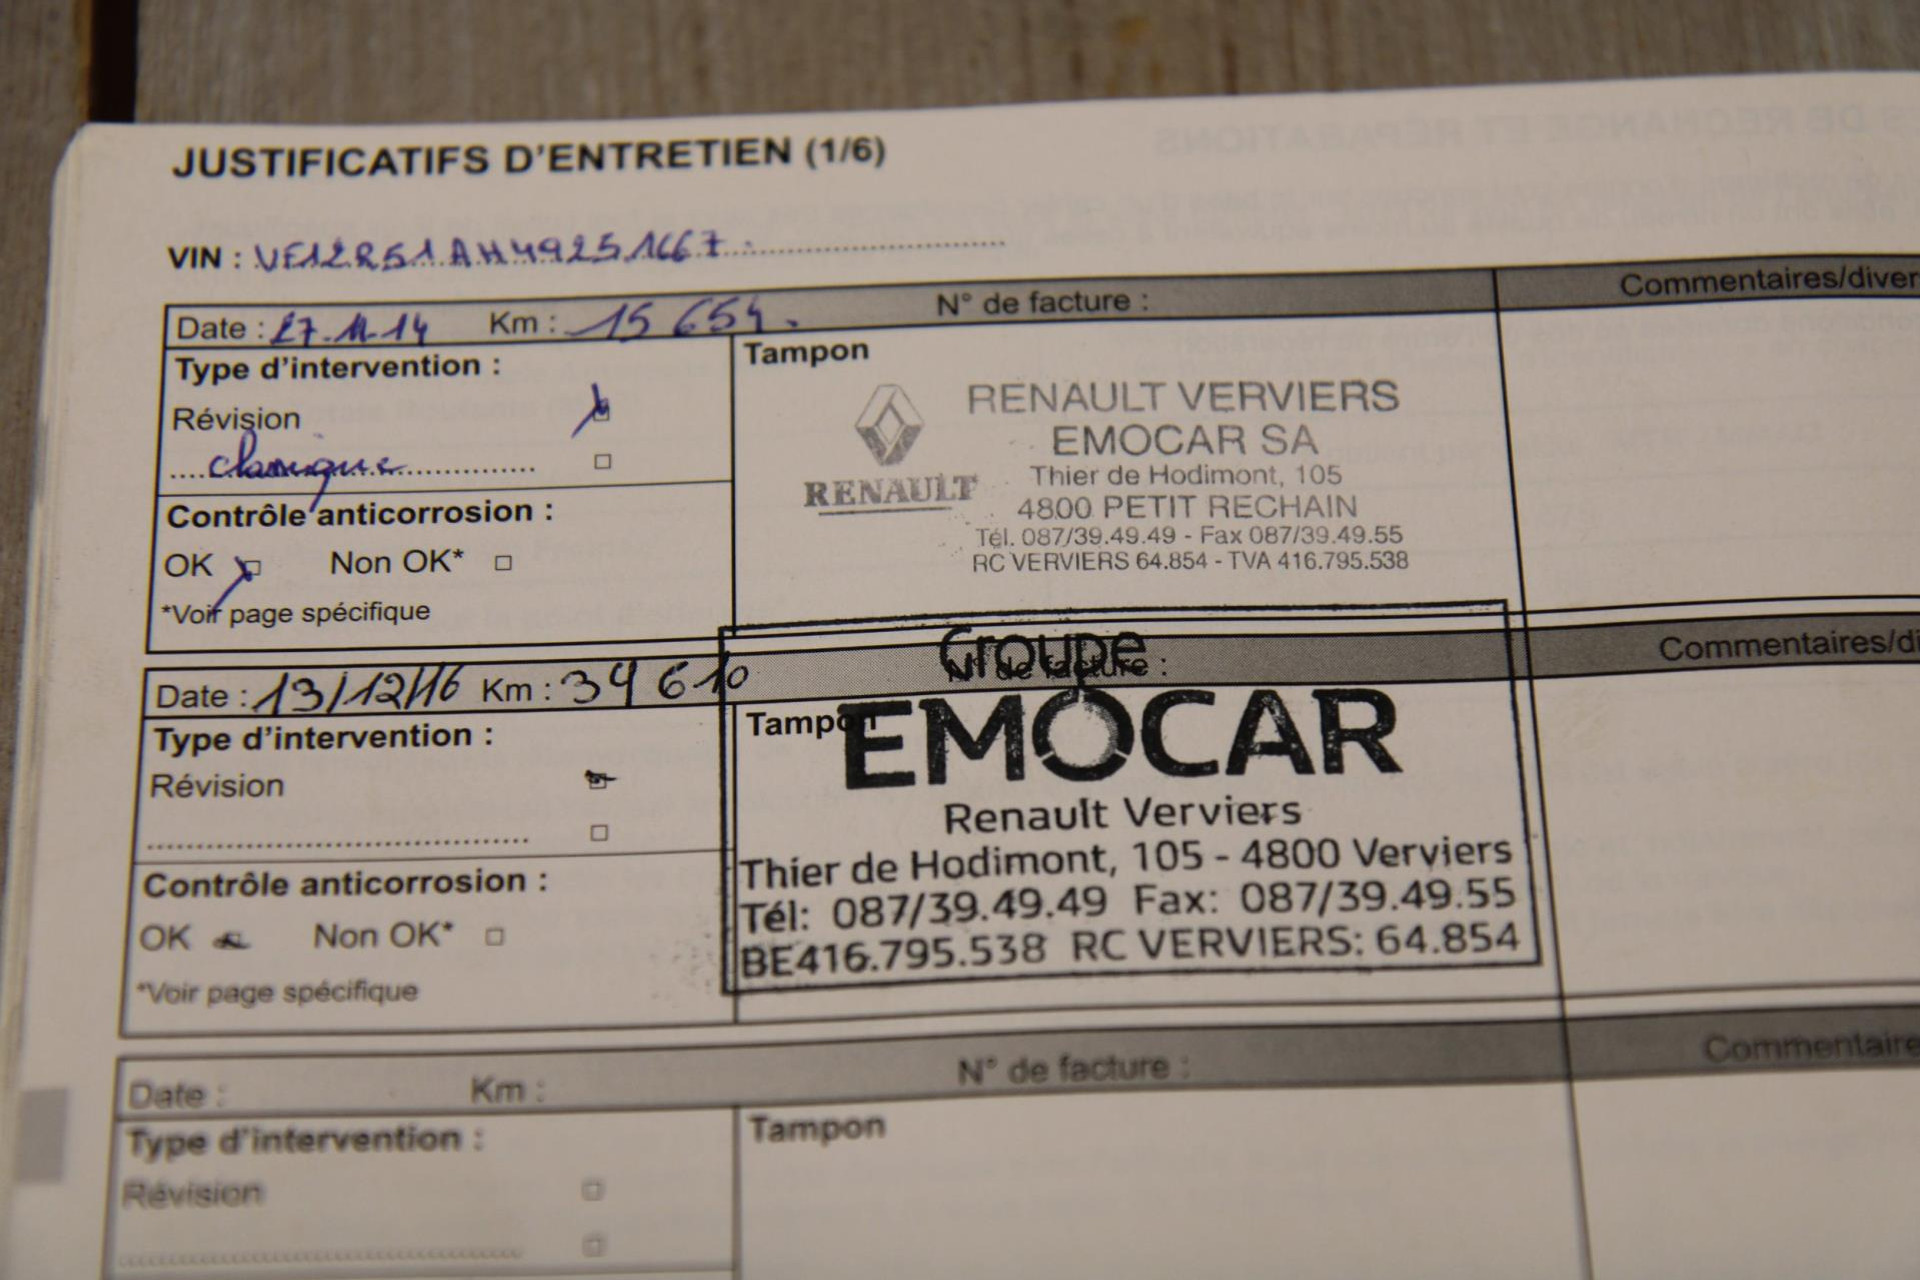 JUSTIFICATIFS D'ENTRETIEN (1/6)
VIN : VF12R51AH49251667.
Date : 27.11.14 Km : 15 654. N° de facture : Commentaires/diver
Type d'intervention :
Révision
classique
Contrôle anticorrosion :
OK Non OK*
*Voir page spécifique
Tampon
RENAULT
RENAULT VERVIERS
EMOCAR SA
Thier de Hodimont, 105
4800 PETIT RECHAIN
Tél. 087/39.49.49 - Fax 087/39.49.55
RC VERVIERS 64.854 - TVA 416.795.538
Date : 13/12/16 Km : 34 610 N° de facture : Commentaires/di
Type d'intervention :
Révision
Contrôle anticorrosion :
OK Non OK*
*Voir page spécifique
Tampon
Groupe
EMOCAR
Renault Verviers
Thier de Hodimont, 105 - 4800 Verviers
Tél: 087/39.49.49 Fax: 087/39.49.55
BE416.795.538 RC VERVIERS: 64.854
Date : Km : N° de facture : Commentaire
Type d'intervention :
Révision
Tampon